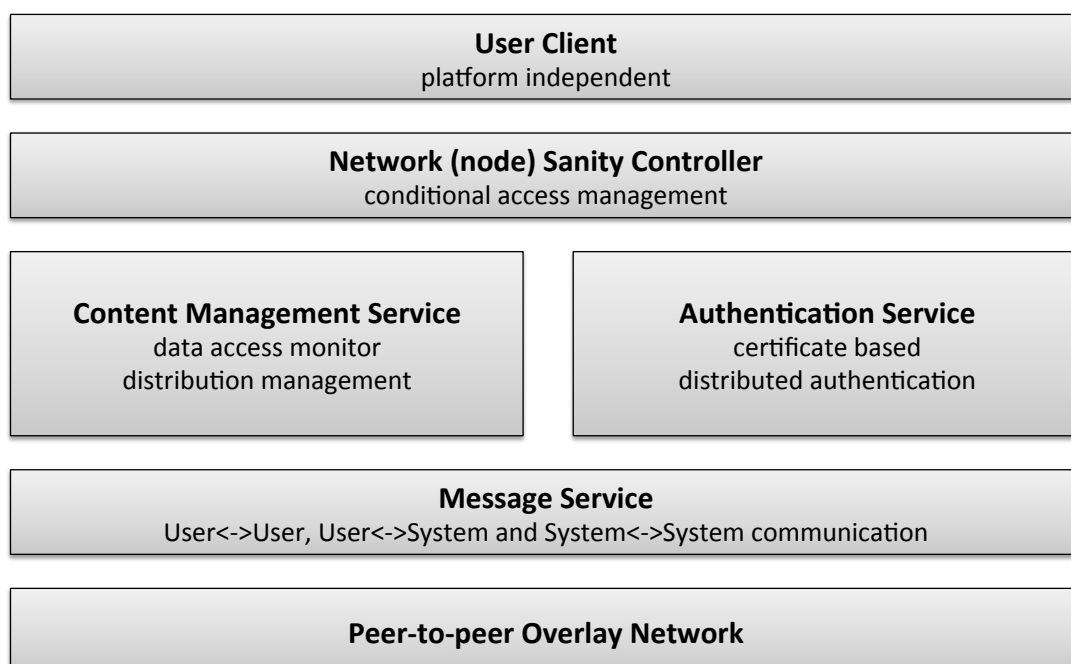 User Client
platform independent
Network (node) Sanity Controller
conditional access management
Content Management Service
data access monitor
distribution management
Authentication Service
certificate based
distributed authentication
Message Service
User<->User, User<->System and System<->System communication
Peer-to-peer Overlay Network